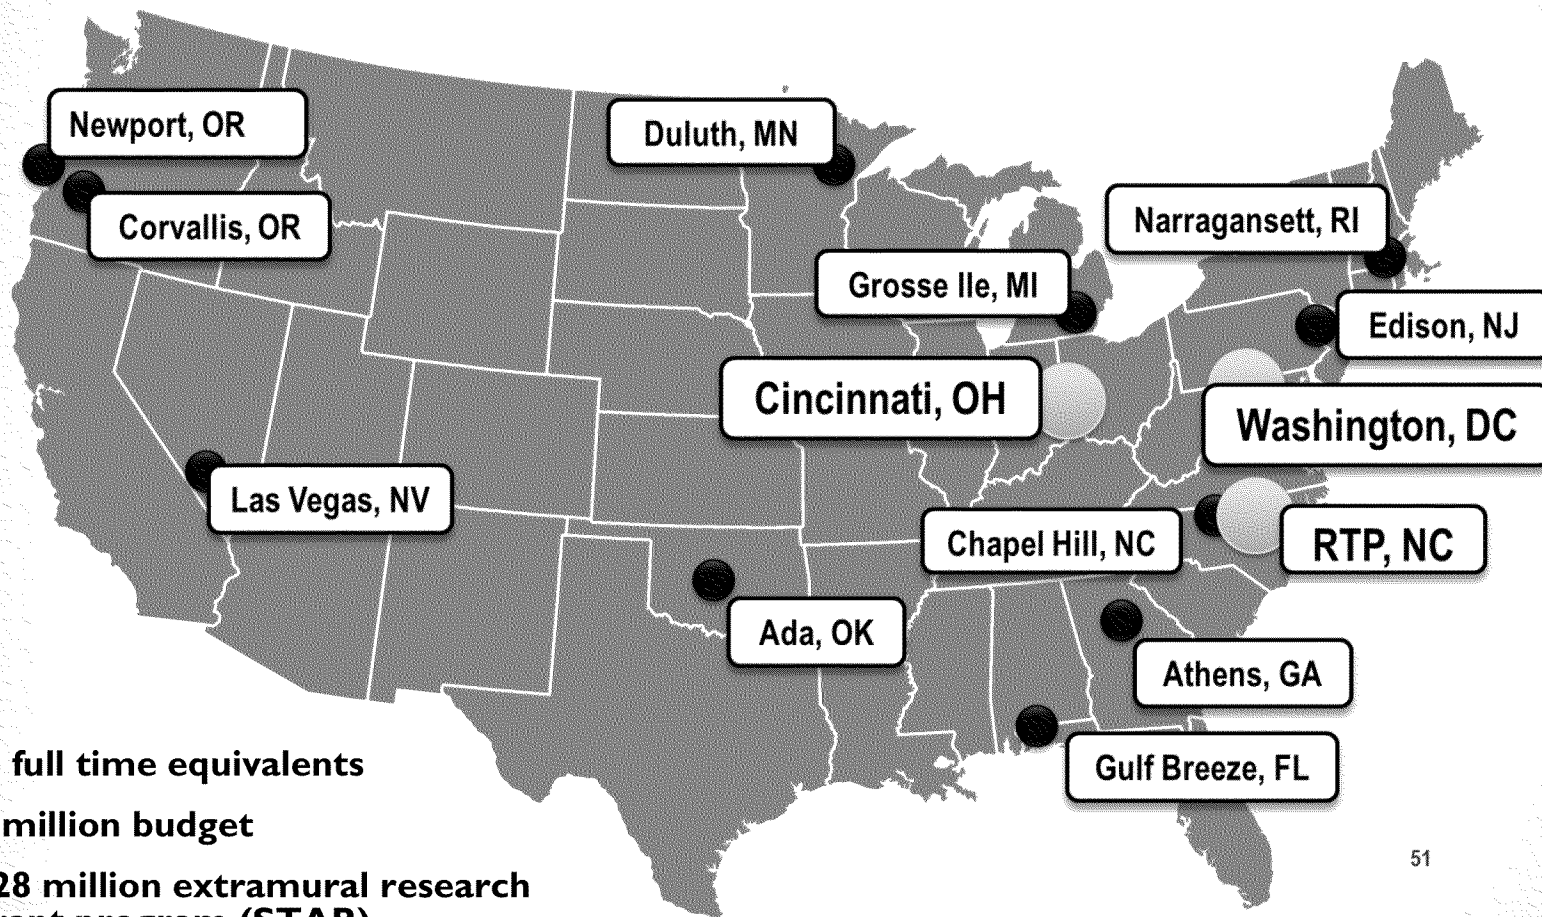 Newport, OR
Duluth, MN
Corvallis, OR
Narragansett, RI
Grosse Ile, MI
Edison, NJ
Cincinnati, OH
Washington, DC
Las Vegas, NV
Chapel Hill, NC
RTP, NC
Ada, OK
Athens, GA
Gulf Breeze, FL
full time equivalents
million budget
28 million extramural research
program (STAR)
51